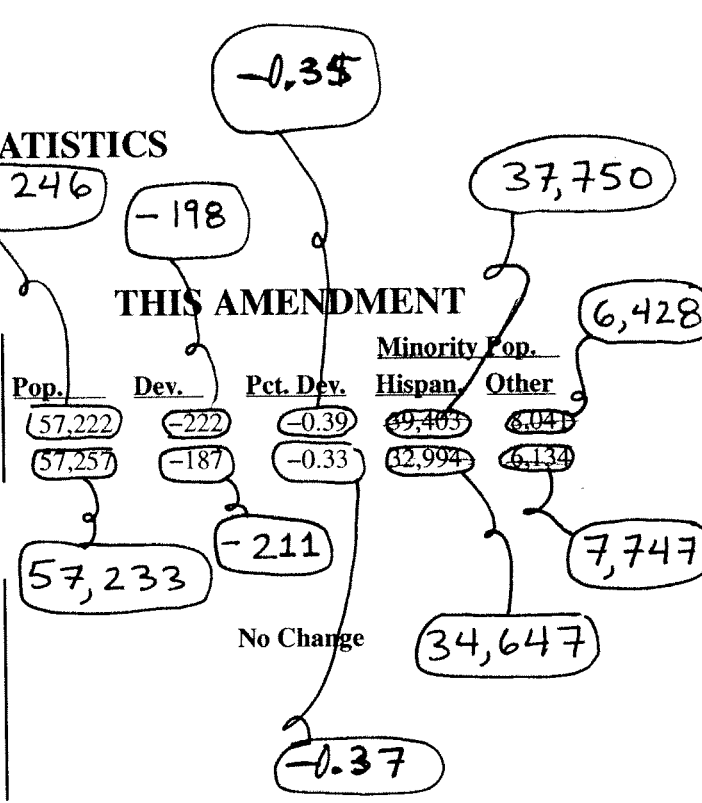 -0.35
ATISTICS
246
-198
37,750
THIS AMENDMENT
6,428
Minority Pop.
Pop. Dev. Pct. Dev. Hispan. Other
57,222 -222 -0.39 39,403 8,041
57,257 -187 -0.33 32,994 6,134
-211
7,747
57,233
No Change
34,647
-0.37